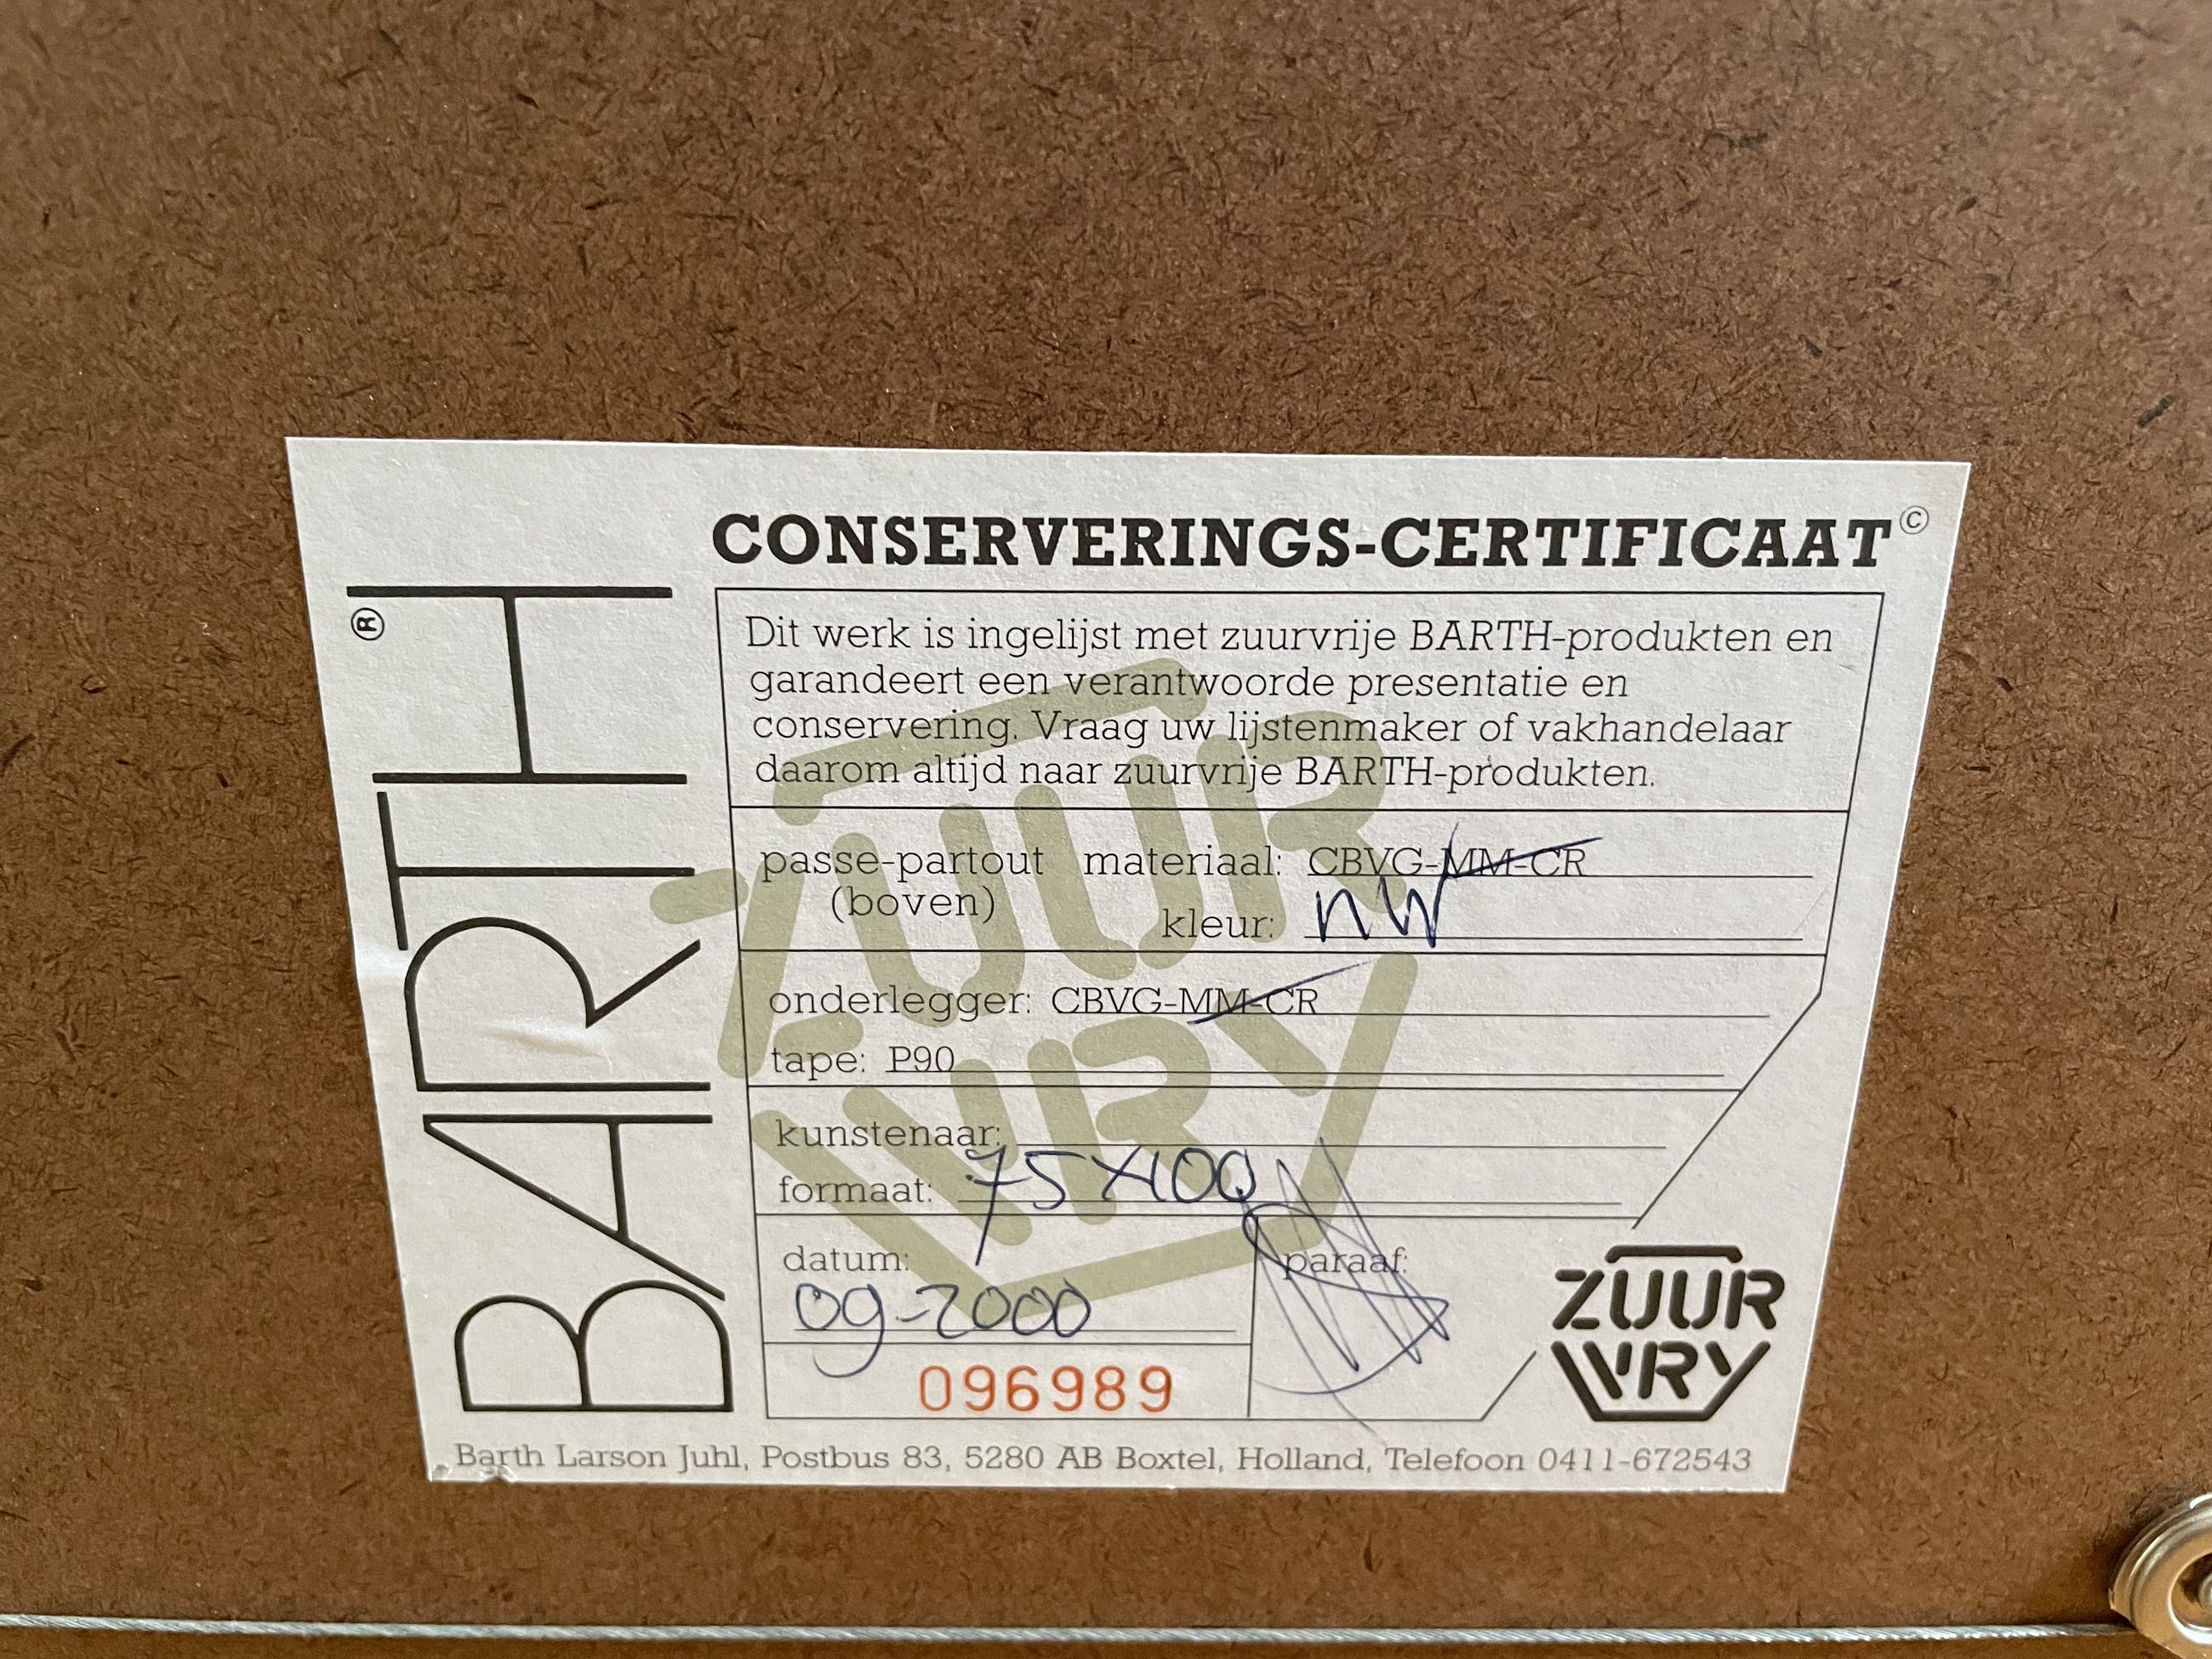 CONSERVERINGS-CERTIFICAAT©
BARTH®
Dit werk is ingelijst met zuurvrije BARTH-produkten en
garandeert een verantwoorde presentatie en
conservering. Vraag uw lijstenmaker of vakhandelaar
daarom altijd naar zuurvrije BARTH-produkten.
passe-partout materiaal: CBVG-MM-CR
(boven) kleur: nW
onderlegger: CBVG-MM-CR
tape: P90
kunstenaar:
formaat: 75x100
datum: paraaf:
09-2000
096989
ZUUR
VRY
ZUUR
VRY
Barth Larson Juhl, Postbus 83, 5280 AB Boxtel, Holland, Telefoon 0411-672543